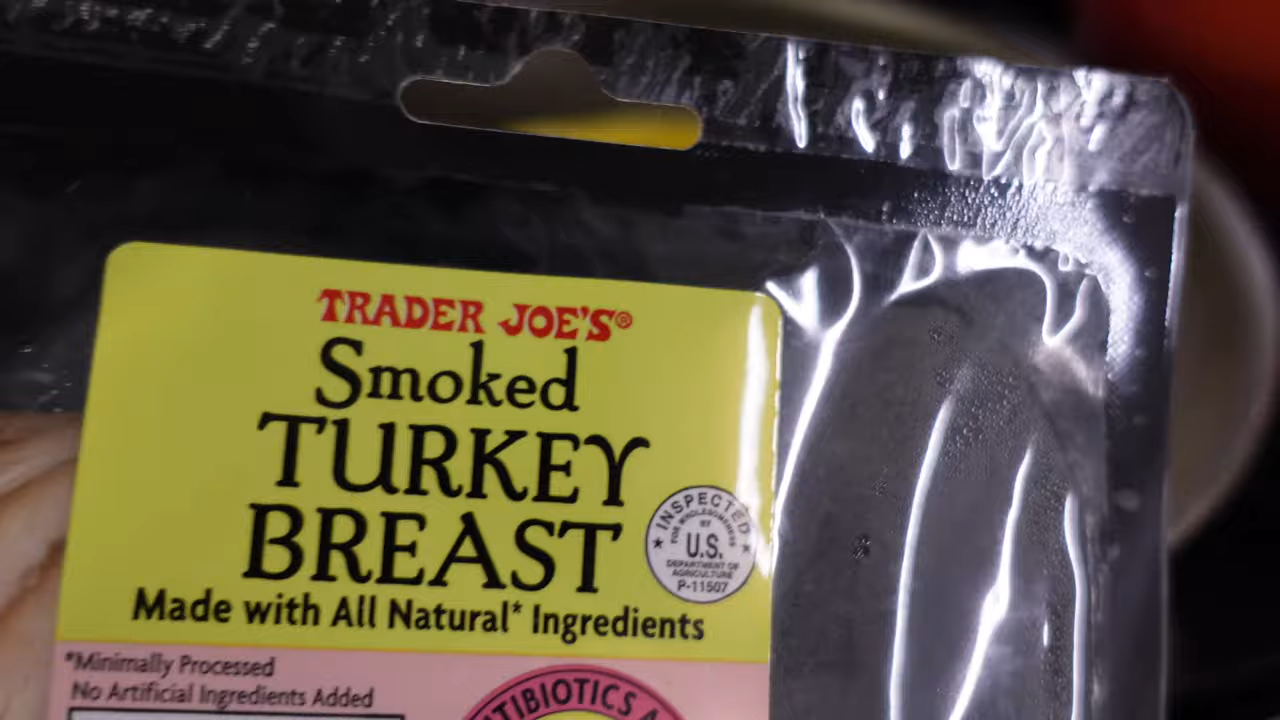 TRADER JOE'S®
Smoked
TURKEY
BREAST
INSPECTED
FOR WHOLESOMENESS
BY
U.S.
DEPARTMENT OF
AGRICULTURE
P-11507
Made with All Natural* Ingredients
*Minimally Processed
No Artificial Ingredients Added